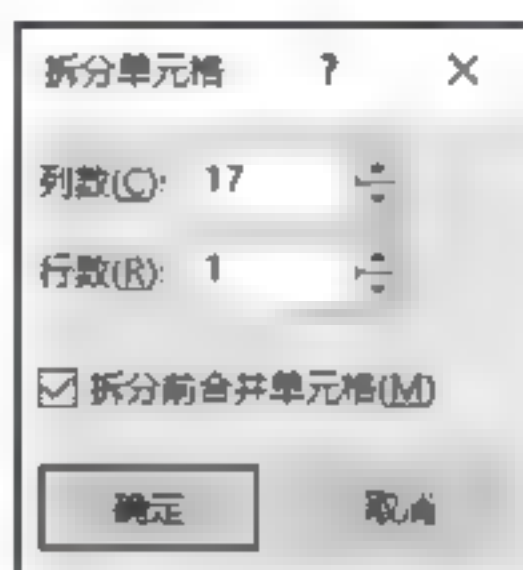 拆分单元格 ? ×
列数(C): 17
行数(R): 1
拆分前合并单元格(M)
确定 取消